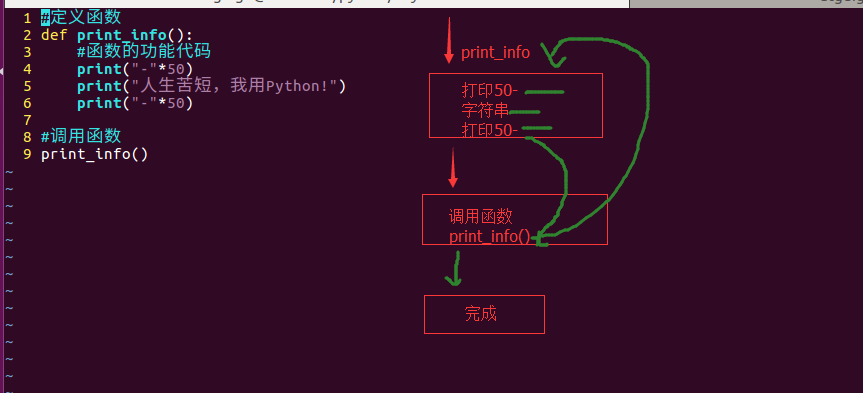 1 #定义函数
2 def print_info():
3 #函数的功能代码
4 print("-"*50)
5 print("人生苦短，我用Python!")
6 print("-"*50)
7
8 #调用函数
9 print_info()
~
~
~
~
~
~
~
~
~
~
~
~
~
~
print_info
打印50-
字符串
打印50-
调用函数
print_info()
完成